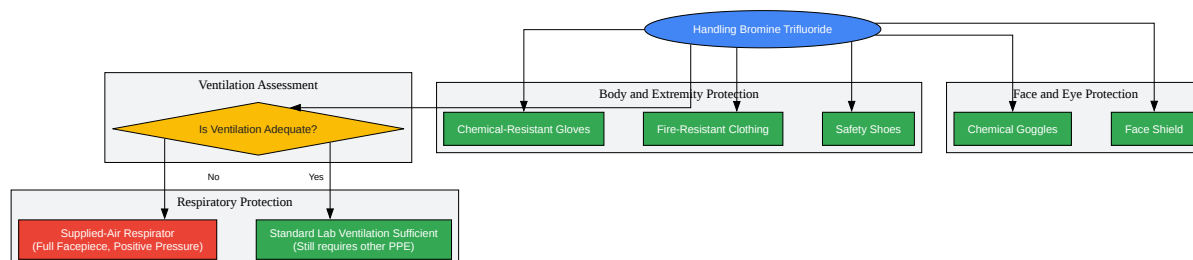 Handling Bromine Trifluoride
Ventilation Assessment
Body and Extremity Protection
Face and Eye Protection
Is Ventilation Adequate?
Chemical-Resistant Gloves
Fire-Resistant Clothing
Safety Shoes
Chemical Goggles
Face Shield
No
Yes
Respiratory Protection
Supplied-Air Respirator
(Full Facepiece, Positive Pressure)
Standard Lab Ventilation Sufficient
(Still requires other PPE)